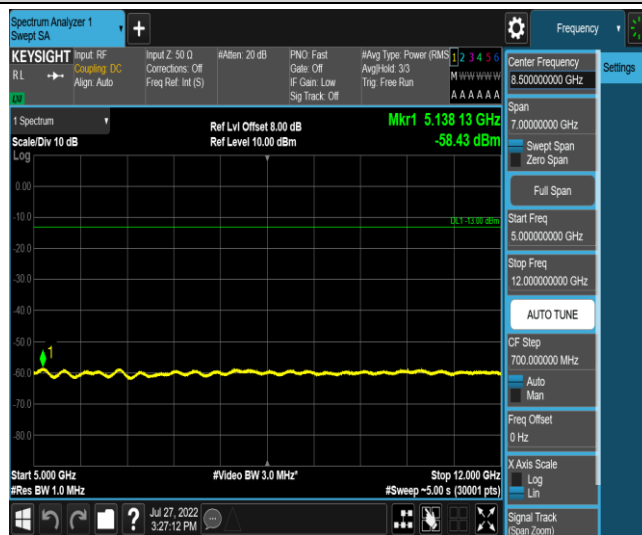 Spectrum Analyzer 1
Swept SA
Frequency
KEYSIGHT
RL
Input: RF
Coupling: DC
Align: Auto
Input Z: 50 Ω
Corrections: Off
Freq Ref: Int (S)
#Atten: 20 dB
PNO: Fast
Gate: Off
IF Gain: Low
Sig Track: Off
#Avg Type: Power (RMS
Avg|Hold: 3/3
Trig: Free Run
1 2 3 4 5 6
M W W W W W
A A A A A A
1 Spectrum
Scale/Div 10 dB
Log
Ref Lvl Offset 8.00 dB
Ref Level 10.00 dBm
Mkr1 5.138 13 GHz
-58.43 dBm
0.00
-10.0
DL1 -13.00 dBm
-20.0
-30.0
-40.0
-50.0
1
-60.0
-70.0
-80.0
Start 5.000 GHz
#Res BW 1.0 MHz
#Video BW 3.0 MHz*
Stop 12.000 GHz
#Sweep ~5.00 s (30001 pts)
?
Jul 27, 2022
3:27:12 PM
Center Frequency
8.500000000 GHz
Settings
Span
7.00000000 GHz
Swept Span
Zero Span
Full Span
Start Freq
5.000000000 GHz
Stop Freq
12.000000000 GHz
AUTO TUNE
CF Step
700.000000 MHz
Auto
Man
Freq Offset
0 Hz
X Axis Scale
Log
Lin
Signal Track
(Span Zoom)